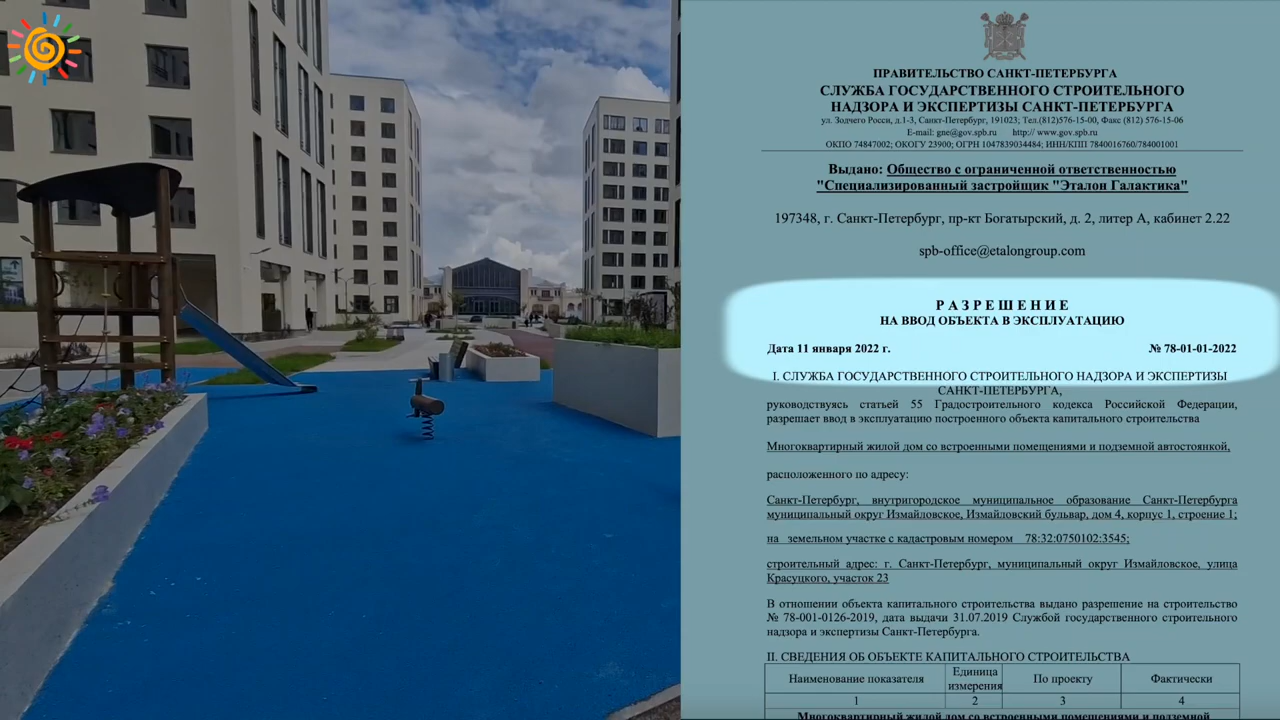 ПРАВИТЕЛЬСТВО САНКТ-ПЕТЕРБУРГА
СЛУЖБА ГОСУДАРСТВЕННОГО СТРОИТЕЛЬНОГО
НАДЗОРА И ЭКСПЕРТИЗЫ САНКТ-ПЕТЕРБУРГА
ул. Зодчего Росси, д.1-3, Санкт-Петербург, 191023; Тел.(812)576-15-00, Факс (812) 576-15-06
E-mail: gne@gov.spb.ru http:// www.gov.spb.ru
ОКПО 74847002; ОКОГУ 23900; ОГРН 1047839034484; ИНН/КПП 7840016760/784001001
Выдано: Общество с ограниченной ответственностью
"Специализированный застройщик "Эталон Галактика"
197348, г. Санкт-Петербург, пр-кт Богатырский, д. 2, литер А, кабинет 2.22
spb-office@etalongroup.com
Р А З Р Е Ш Е Н И Е
НА ВВОД ОБЪЕКТА В ЭКСПЛУАТАЦИЮ
Дата 11 января 2022 г. № 78-01-01-2022
I. СЛУЖБА ГОСУДАРСТВЕННОГО СТРОИТЕЛЬНОГО НАДЗОРА И ЭКСПЕРТИЗЫ
САНКТ-ПЕТЕРБУРГА,
руководствуясь статьей 55 Градостроительного кодекса Российской Федерации,
разрешает ввод в эксплуатацию построенного объекта капитального строительства
Многоквартирный жилой дом со встроенными помещениями и подземной автостоянкой,
расположенного по адресу:
Санкт-Петербург, внутригородское муниципальное образование Санкт-Петербурга
муниципальный округ Измайловское, Измайловский бульвар, дом 4, корпус 1, строение 1;
на земельном участке с кадастровым номером 78:32:0750102:3545;
строительный адрес: г. Санкт-Петербург, муниципальный округ Измайловское, улица
Красуцкого, участок 23
В отношении объекта капитального строительства выдано разрешение на строительство
№ 78-001-0126-2019, дата выдачи 31.07.2019 Службой государственного строительного
надзора и экспертизы Санкт-Петербурга.
II. СВЕДЕНИЯ ОБ ОБЪЕКТЕ КАПИТАЛЬНОГО СТРОИТЕЛЬСТВА
Наименование показателя Единица измерения По проекту Фактически
1 2 3 4
Многоквартирный жилой дом со встроенными помещениями и подземной